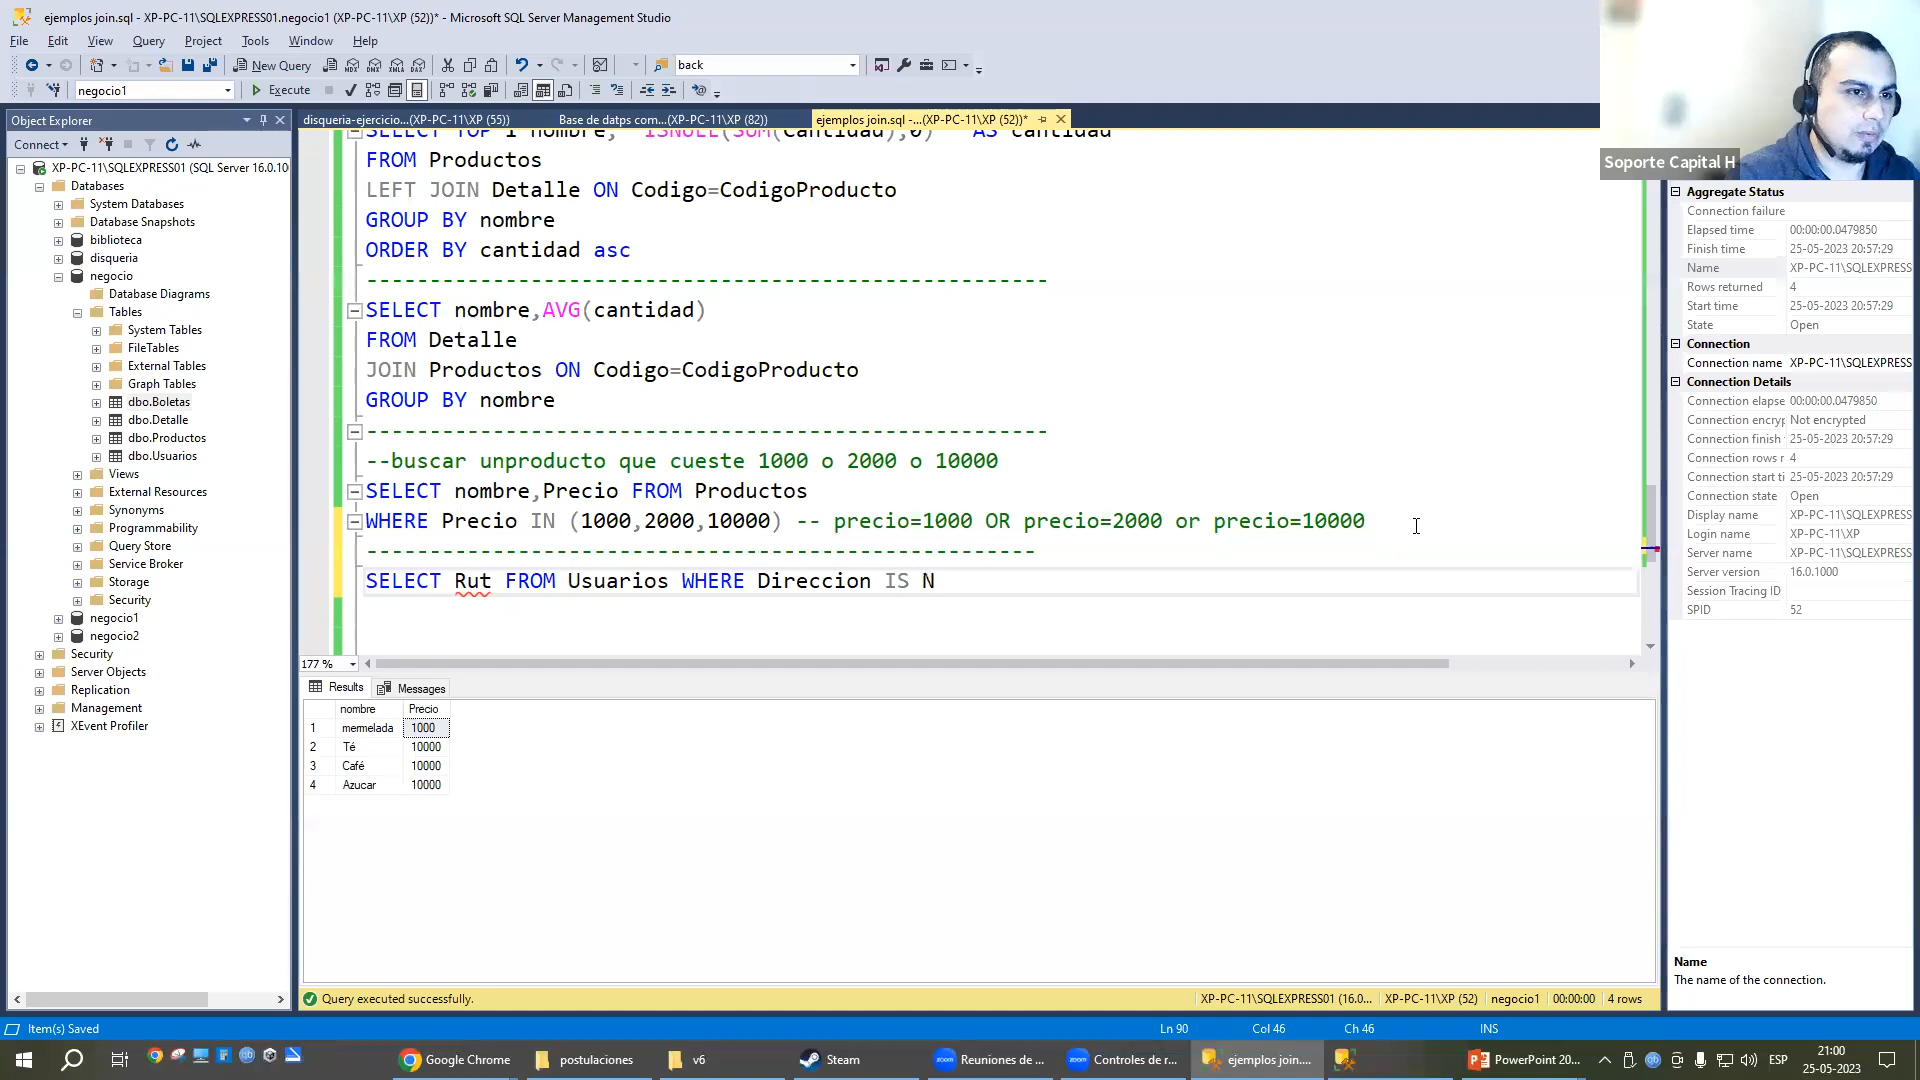 ejemplos join.sql - XP-PC-11\SQLEXPRESS01.negocio1 (XP-PC-11\XP (52))* - Microsoft SQL Server Management Studio
File Edit View Query Project Tools Window Help
New Query back
negocio1 Execute
Object Explorer
Connect
XP-PC-11\SQLEXPRESS01 (SQL Server 16.0.10
Databases
System Databases
Database Snapshots
biblioteca
disqueria
negocio
Database Diagrams
Tables
System Tables
FileTables
External Tables
Graph Tables
dbo.Boletas
dbo.Detalle
dbo.Productos
dbo.Usuarios
Views
External Resources
Synonyms
Programmability
Query Store
Service Broker
Storage
Security
negocio1
negocio2
Security
Server Objects
Replication
Management
XEvent Profiler
disqueria-ejercicio...(XP-PC-11\XP (55)) Base de datps com...(XP-PC-11\XP (82)) ejemplos join.sql -...(XP-PC-11\XP (52))*
SELECT TOP 1 nombre, ISNULL(SUM(cantidad),0) AS cantidad
FROM Productos
LEFT JOIN Detalle ON Codigo=CodigoProducto
GROUP BY nombre
ORDER BY cantidad asc
------------------------------------------------------
SELECT nombre,AVG(cantidad)
FROM Detalle
JOIN Productos ON Codigo=CodigoProducto
GROUP BY nombre
------------------------------------------------------
--buscar unproducto que cueste 1000 o 2000 o 10000
SELECT nombre,Precio FROM Productos
WHERE Precio IN (1000,2000,10000) -- precio=1000 OR precio=2000 or precio=10000
-----------------------------------------------------
SELECT Rut FROM Usuarios WHERE Direccion IS N
177 %
Results Messages
nombre Precio
1 mermelada 1000
2 Té 10000
3 Café 10000
4 Azucar 10000
Query executed successfully. XP-PC-11\SQLEXPRESS01 (16.0... XP-PC-11\XP (52) negocio1 00:00:00 4 rows
Soporte Capital H
Aggregate Status
Connection failure
Elapsed time 00:00:00.0479850
Finish time 25-05-2023 20:57:29
Name XP-PC-11\SQLEXPRESS
Rows returned 4
Start time 25-05-2023 20:57:29
State Open
Connection
Connection name XP-PC-11\SQLEXPRESS
Connection Details
Connection elapse 00:00:00.0479850
Connection encryp Not encrypted
Connection finish 25-05-2023 20:57:29
Connection rows r 4
Connection start ti 25-05-2023 20:57:29
Connection state Open
Display name XP-PC-11\SQLEXPRESS
Login name XP-PC-11\XP
Server name XP-PC-11\SQLEXPRESS
Server version 16.0.1000
Session Tracing ID
SPID 52
Name
The name of the connection.
Item(s) Saved Ln 90 Col 46 Ch 46 INS
Google Chrome postulaciones v6 Steam Reuniones de ... Controles de r... ejemplos join.... PowerPoint 20... ESP 21:00
25-05-2023